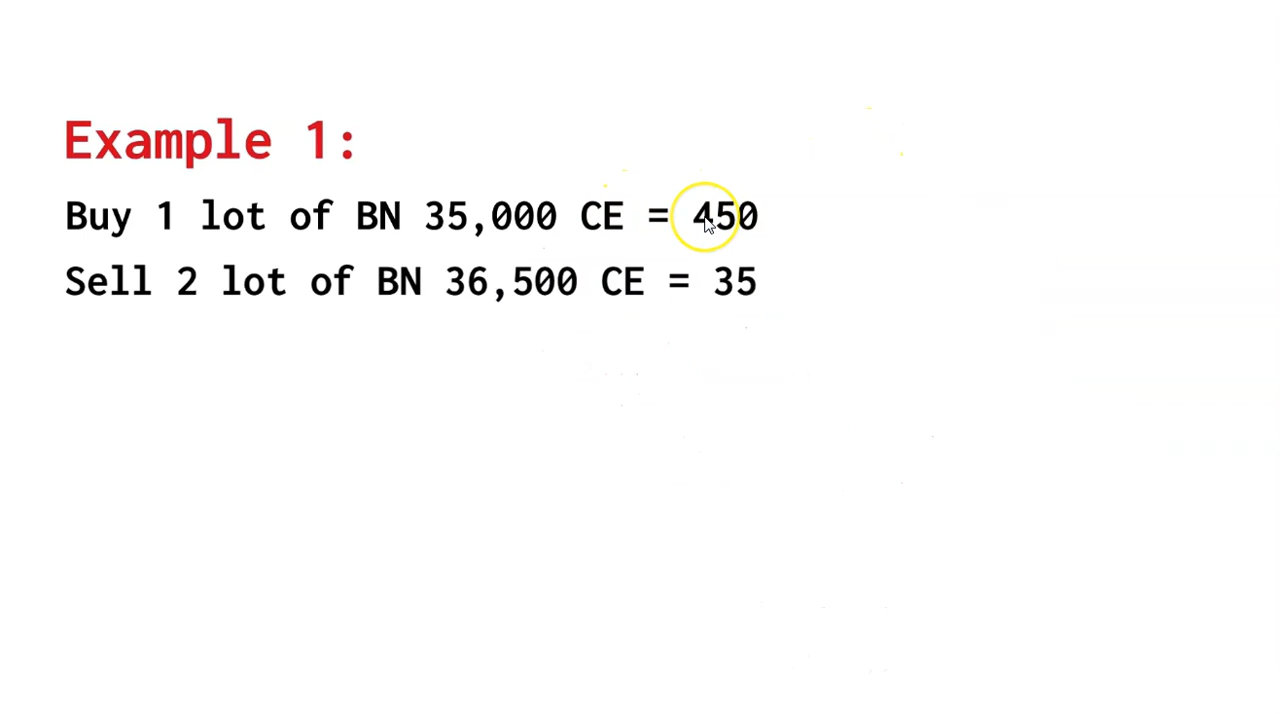 Example 1:
Buy 1 lot of BN 35,000 CE = 450
Sell 2 lot of BN 36,500 CE = 35